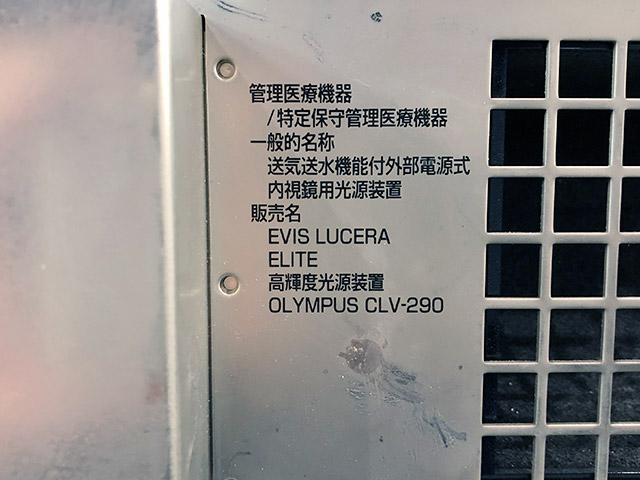 管理医療機器
/特定保守管理医療機器
一般的名称
送気送水機能付外部電源式
内視鏡用光源装置
販売名
EVIS LUCERA
ELITE
高輝度光源装置
OLYMPUS CLV-290